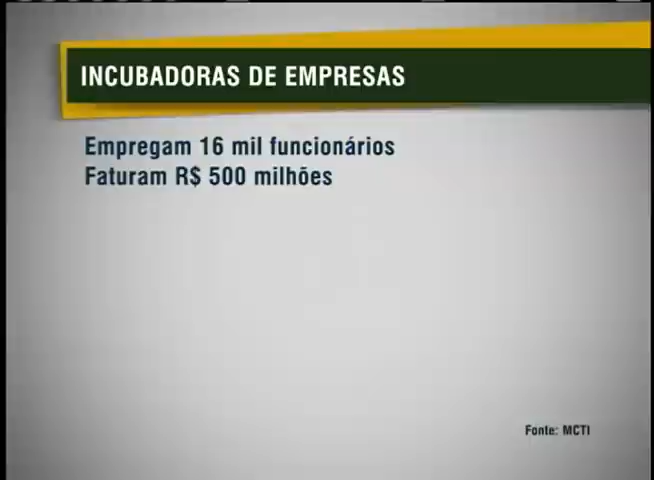 INCUBADORAS DE EMPRESAS
Empregam 16 mil funcionários
Faturam R$ 500 milhões
Fonte: MCTI